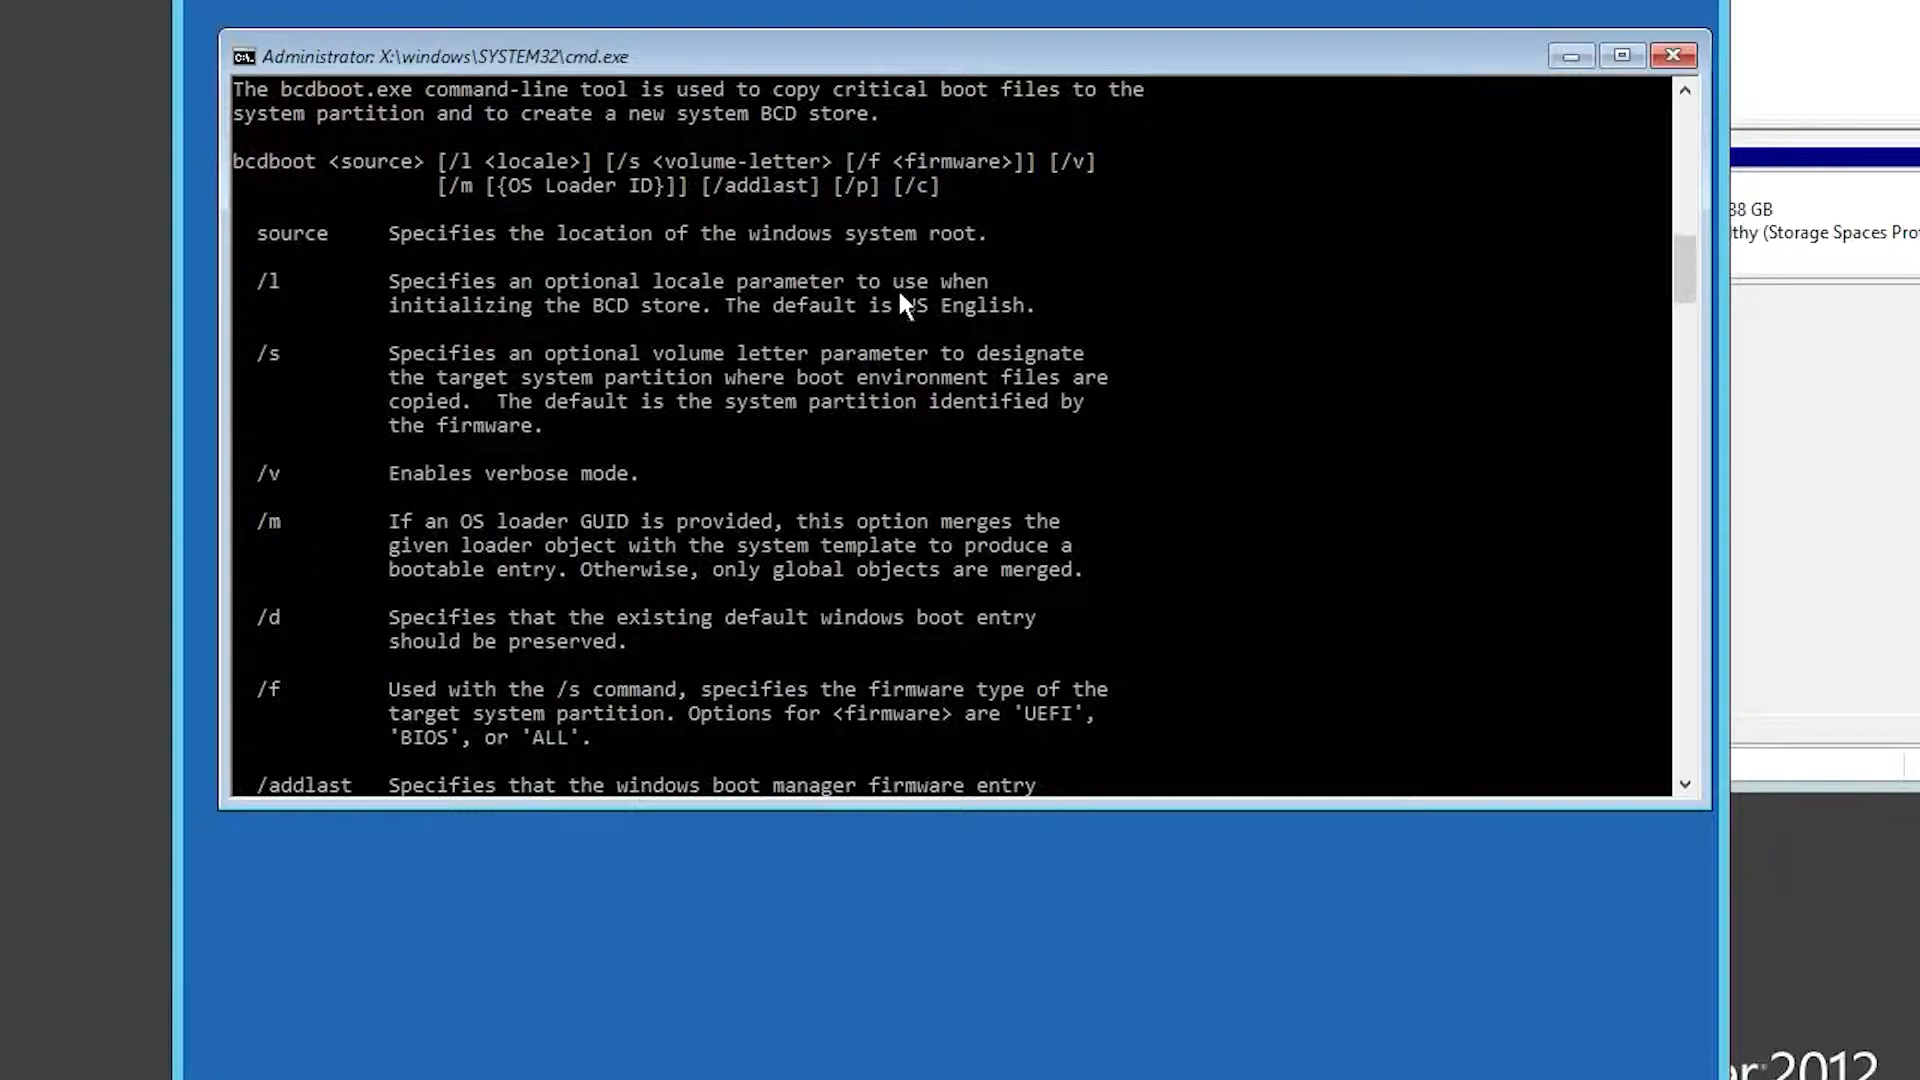 Administrator: X:\windows\SYSTEM32\cmd.exe
The bcdboot.exe command-line tool is used to copy critical boot files to the
system partition and to create a new system BCD store.
bcdboot <source> [/l <locale>] [/s <volume-letter> [/f <firmware>]] [/v]
[/m [{OS Loader ID}]] [/addlast] [/p] [/c]
source Specifies the location of the windows system root.
/l Specifies an optional locale parameter to use when
initializing the BCD store. The default is US English.
/s Specifies an optional volume letter parameter to designate
the target system partition where boot environment files are
copied. The default is the system partition identified by
the firmware.
/v Enables verbose mode.
/m If an OS loader GUID is provided, this option merges the
given loader object with the system template to produce a
bootable entry. Otherwise, only global objects are merged.
/d Specifies that the existing default windows boot entry
should be preserved.
/f Used with the /s command, specifies the firmware type of the
target system partition. Options for <firmware> are 'UEFI',
'BIOS', or 'ALL'.
/addlast Specifies that the windows boot manager firmware entry
38 GB
lthy (Storage Spaces Pro
2012